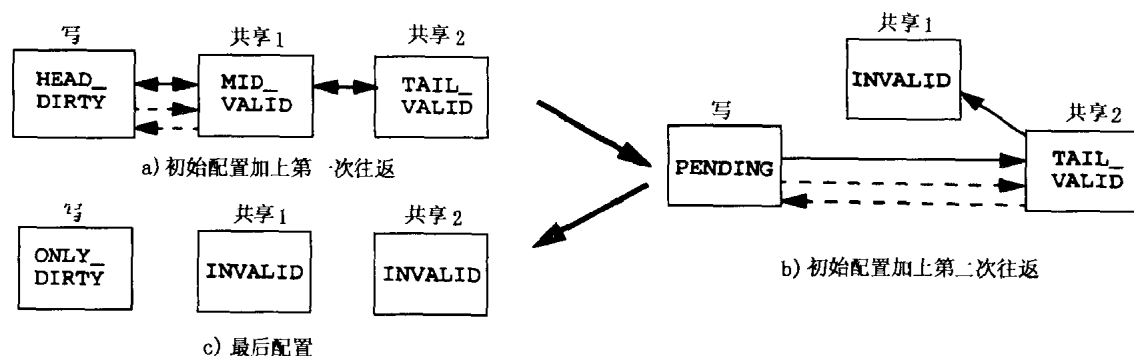 写
共享1
共享2
HEAD_
DIRTY
MID_
VALID
TAIL_
VALID
a)初始配置加上第一次往返
共享1
INVALID
写
共享2
PENDING
TAIL_
VALID
b)初始配置加上第二次往返
写
共享1
共享2
ONLY_
DIRTY
INVALID
INVALID
c) 最后配置